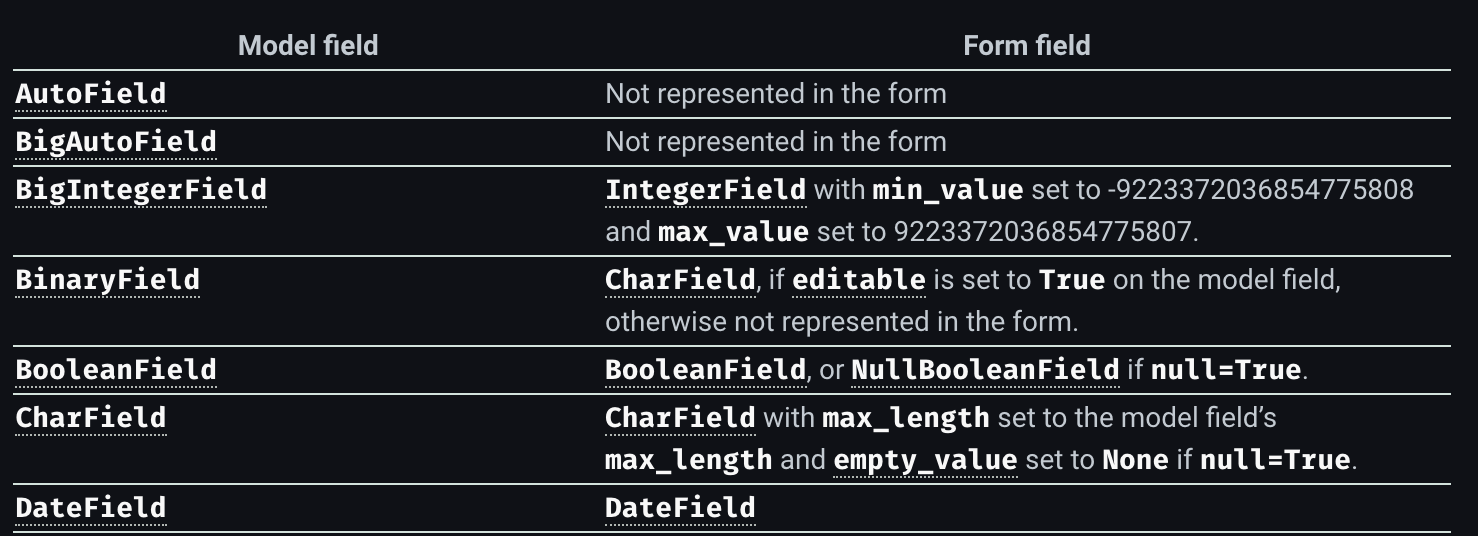 Model field Form field
AutoField Not represented in the form
BigAutoField Not represented in the form
BigIntegerField IntegerField with min_value set to -9223372036854775808
and max_value set to 9223372036854775807.
BinaryField CharField, if editable is set to True on the model field,
otherwise not represented in the form.
BooleanField BooleanField, or NullBooleanField if null=True.
CharField CharField with max_length set to the model field’s
max_length and empty_value set to None if null=True.
DateField DateField